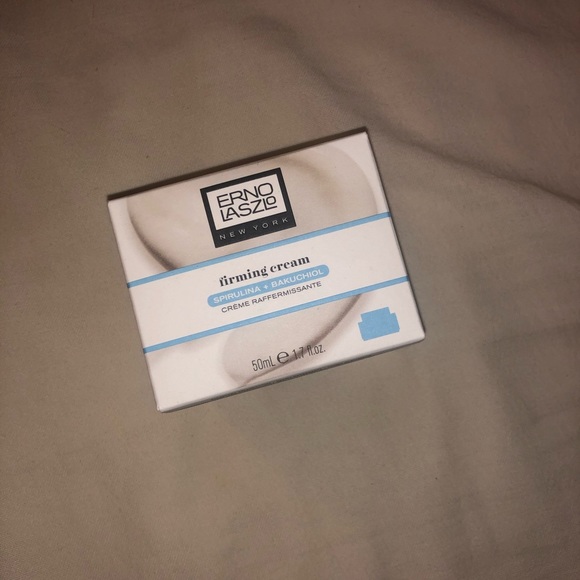 ERNO
LASZLO
NEW YORK
firming cream
SPIRULINA + BAKUCHIOL
CRÈME RAFFERMISSANTE
50mL ℮ 1.7 fl.oz.